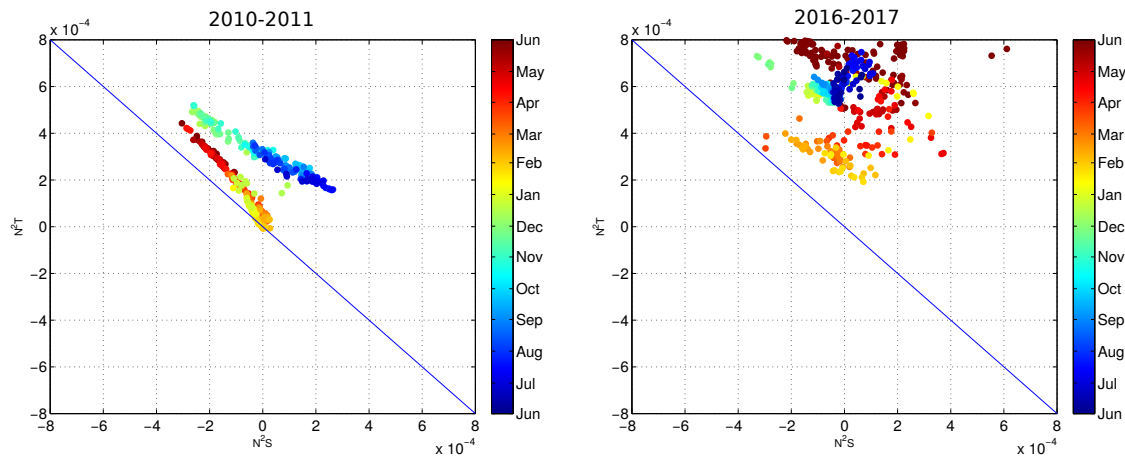 2010-2011
x 10⁻⁴
8
6
4
2
0
−2
−4
−6
−8
N²T
−8
−6
−4
−2
0
2
4
6
8
N²S
x 10⁻⁴
Jun
May
Apr
Mar
Feb
Jan
Dec
Nov
Oct
Sep
Aug
Jul
Jun
2016-2017
x 10⁻⁴
8
6
4
2
0
−2
−4
−6
−8
N²T
−8
−6
−4
−2
0
2
4
6
8
N²S
x 10⁻⁴
Jun
May
Apr
Mar
Feb
Jan
Dec
Nov
Oct
Sep
Aug
Jul
Jun